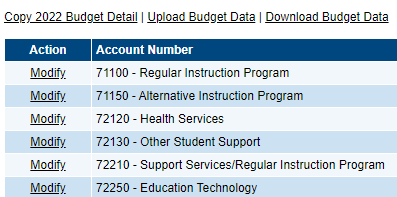 Copy 2022 Budget Detail | Upload Budget Data | Download Budget Data
Action Account Number
Modify 71100 - Regular Instruction Program
Modify 71150 - Alternative Instruction Program
Modify 72120 - Health Services
Modify 72130 - Other Student Support
Modify 72210 - Support Services/Regular Instruction Program
Modify 72250 - Education Technology